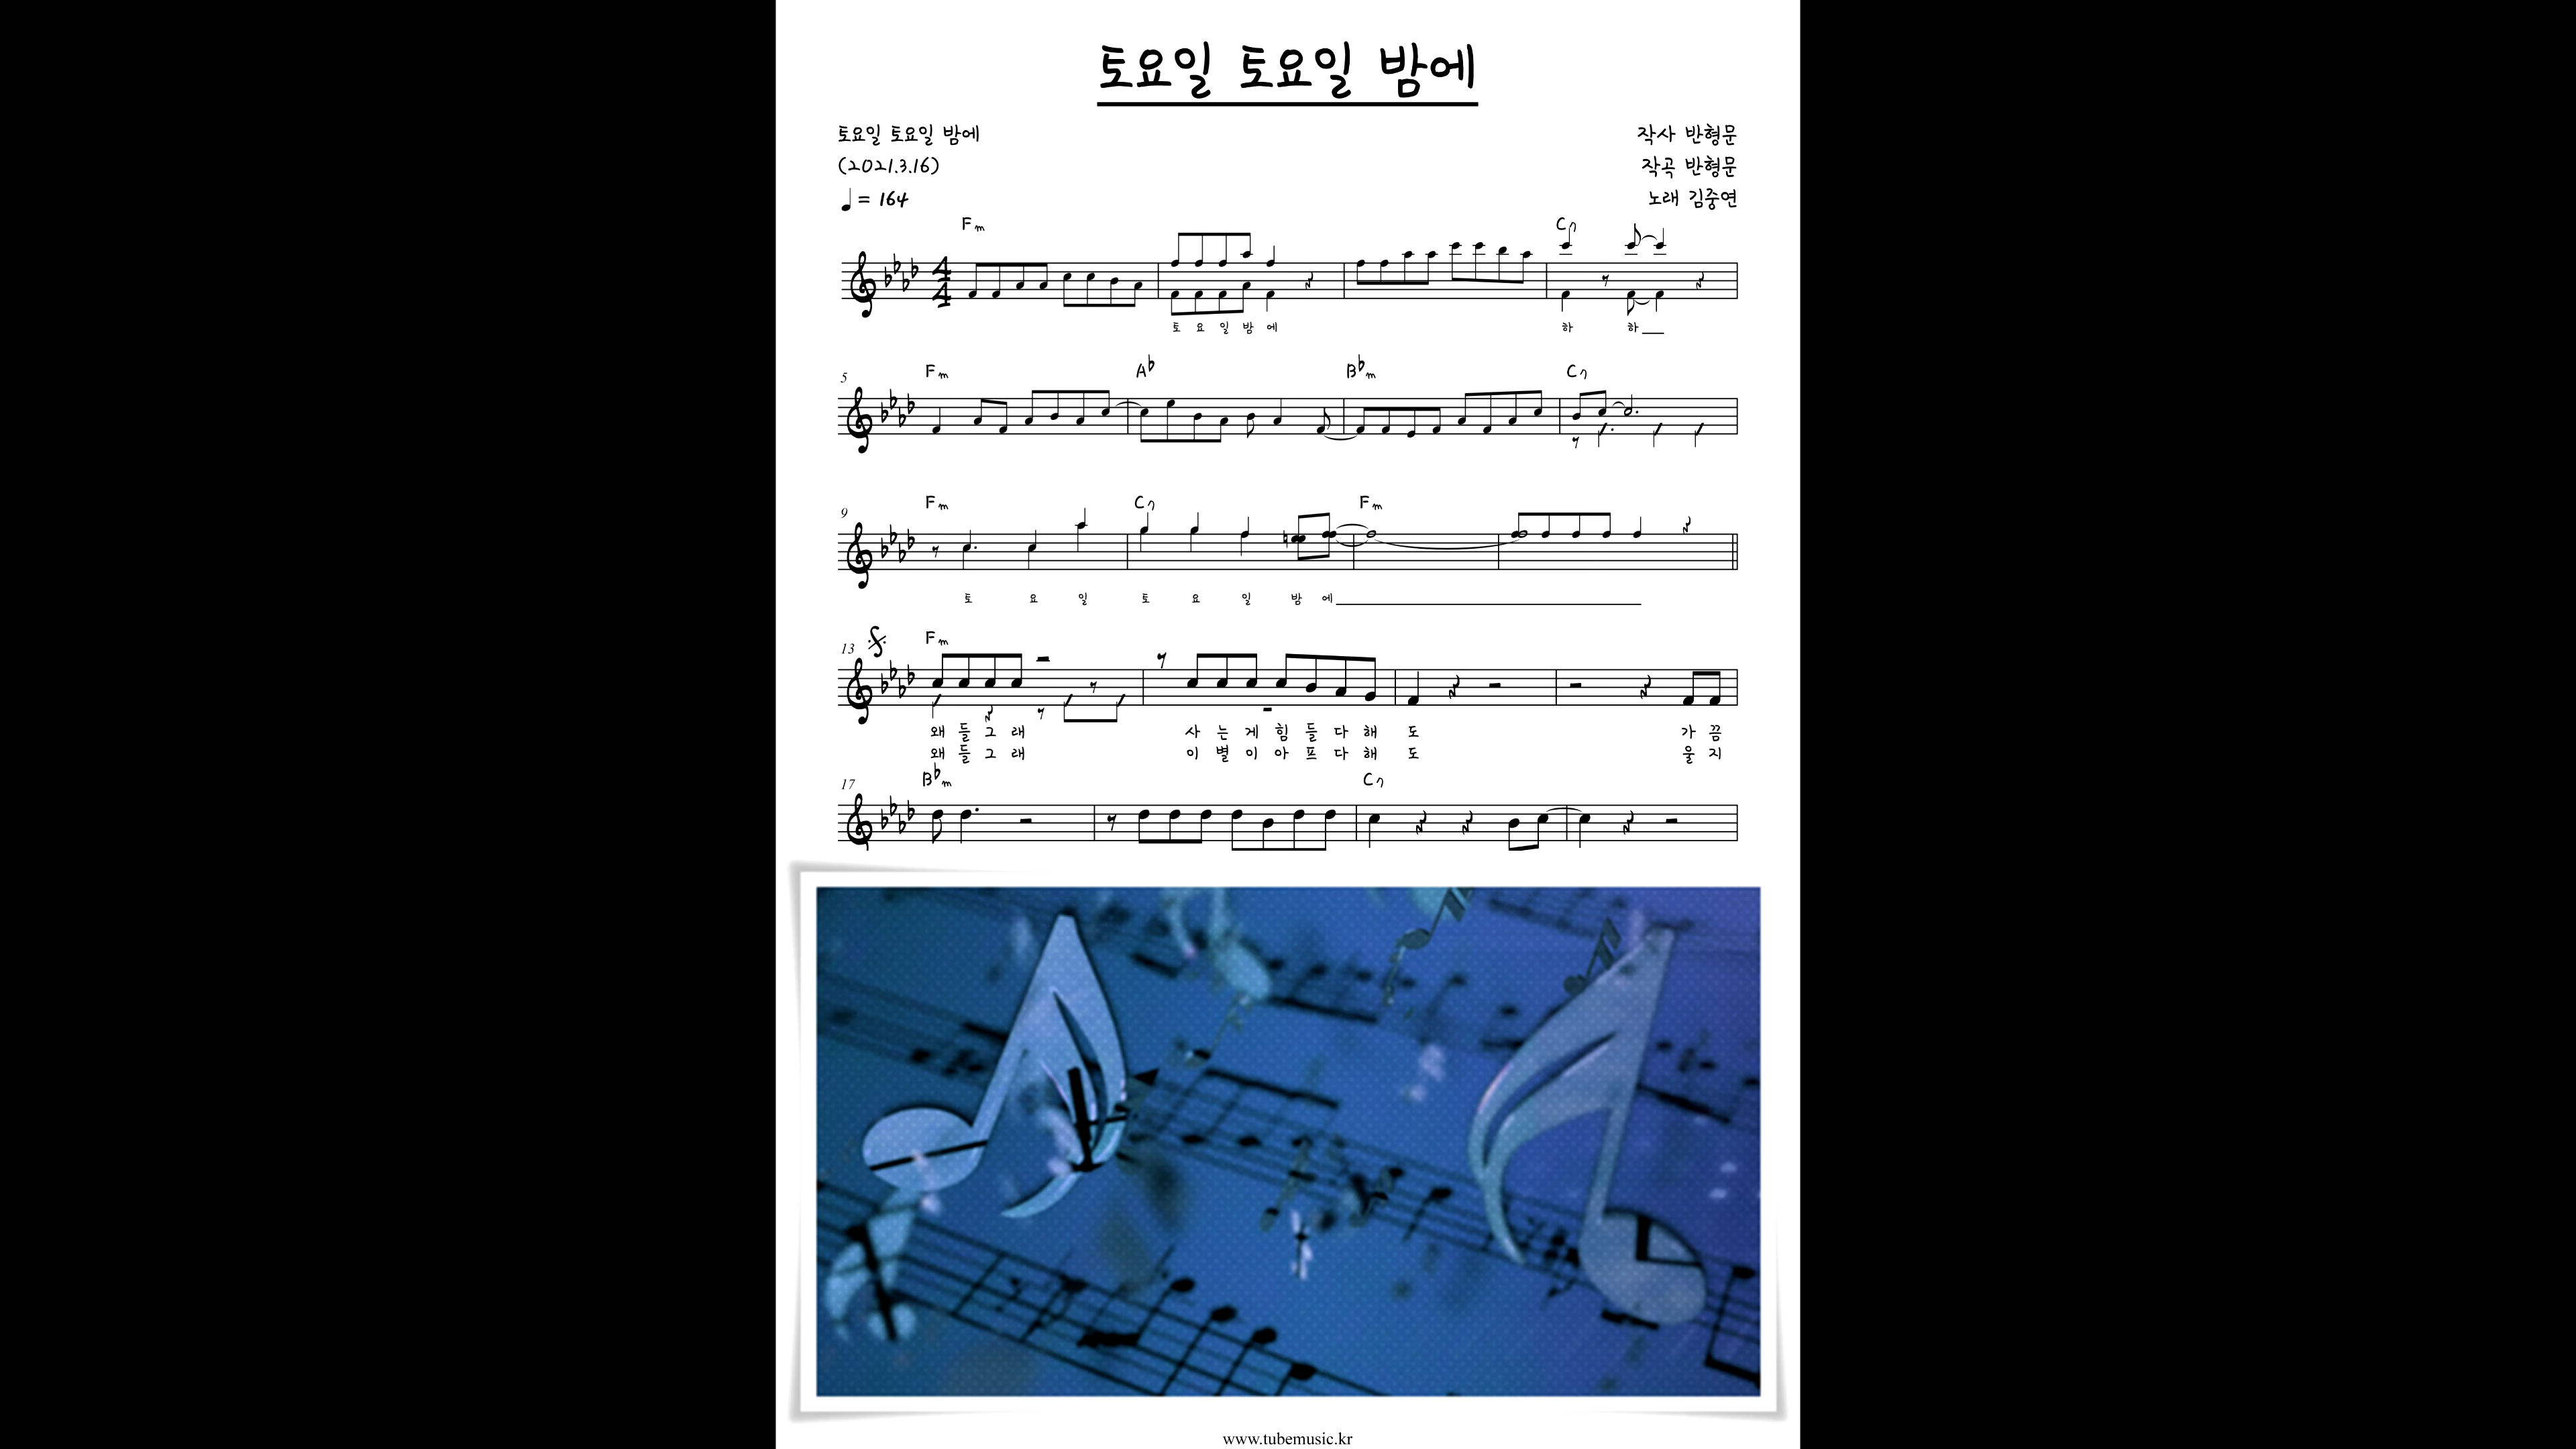 토요일 토요일 밤에
토요일 토요일 밤에
작사 반형문
(2021.3.16)
작곡 반형문
♩ = 164
노래 김중연
Fm C7
4/4
토 요 일 밤 에 하 하
5 Fm A♭ B♭m C7
9 Fm C7 Fm
토 요 일 토 요 일 밤 에
13 Fm
왜 들 그 래 사 는 게 힘 들 다 해 도 가 끔
왜 들 그 래 이 별 이 아 프 다 해 도 울 지
17 B♭m C7
www.tubemusic.kr